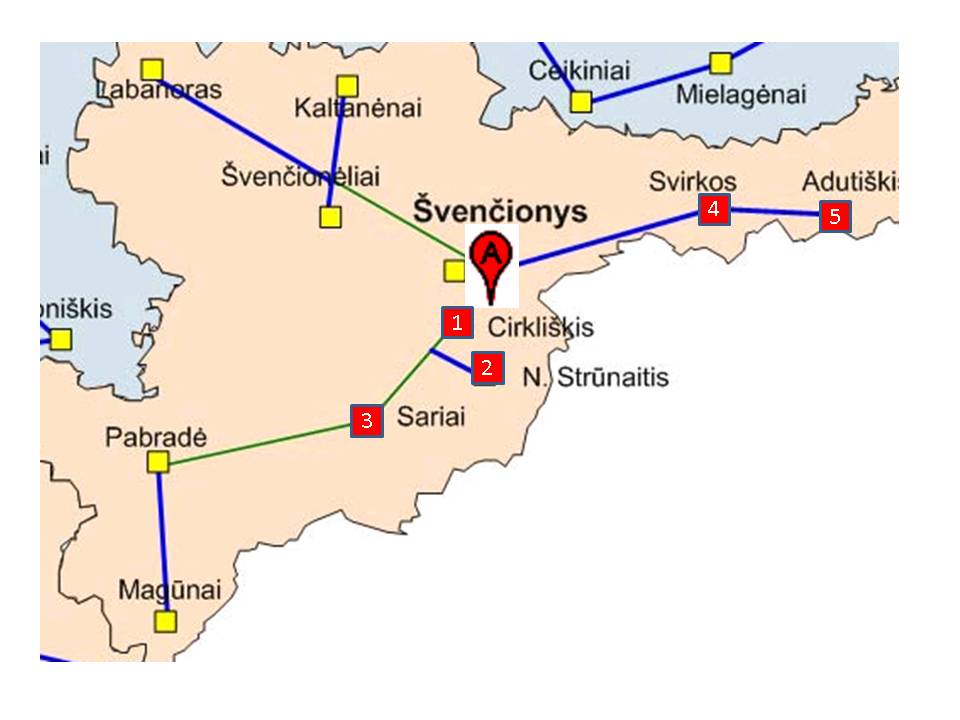 Ceikiniai
Labanoras
Mielagėnai
Kaltanėnai
ai
Švenčionėliai
Svirkos
Adutiškis
4
5
Švenčionys
A
oniškis
1
Cirkliškis
2
N. Strūnaitis
3
Sariai
Pabradė
Magūnai